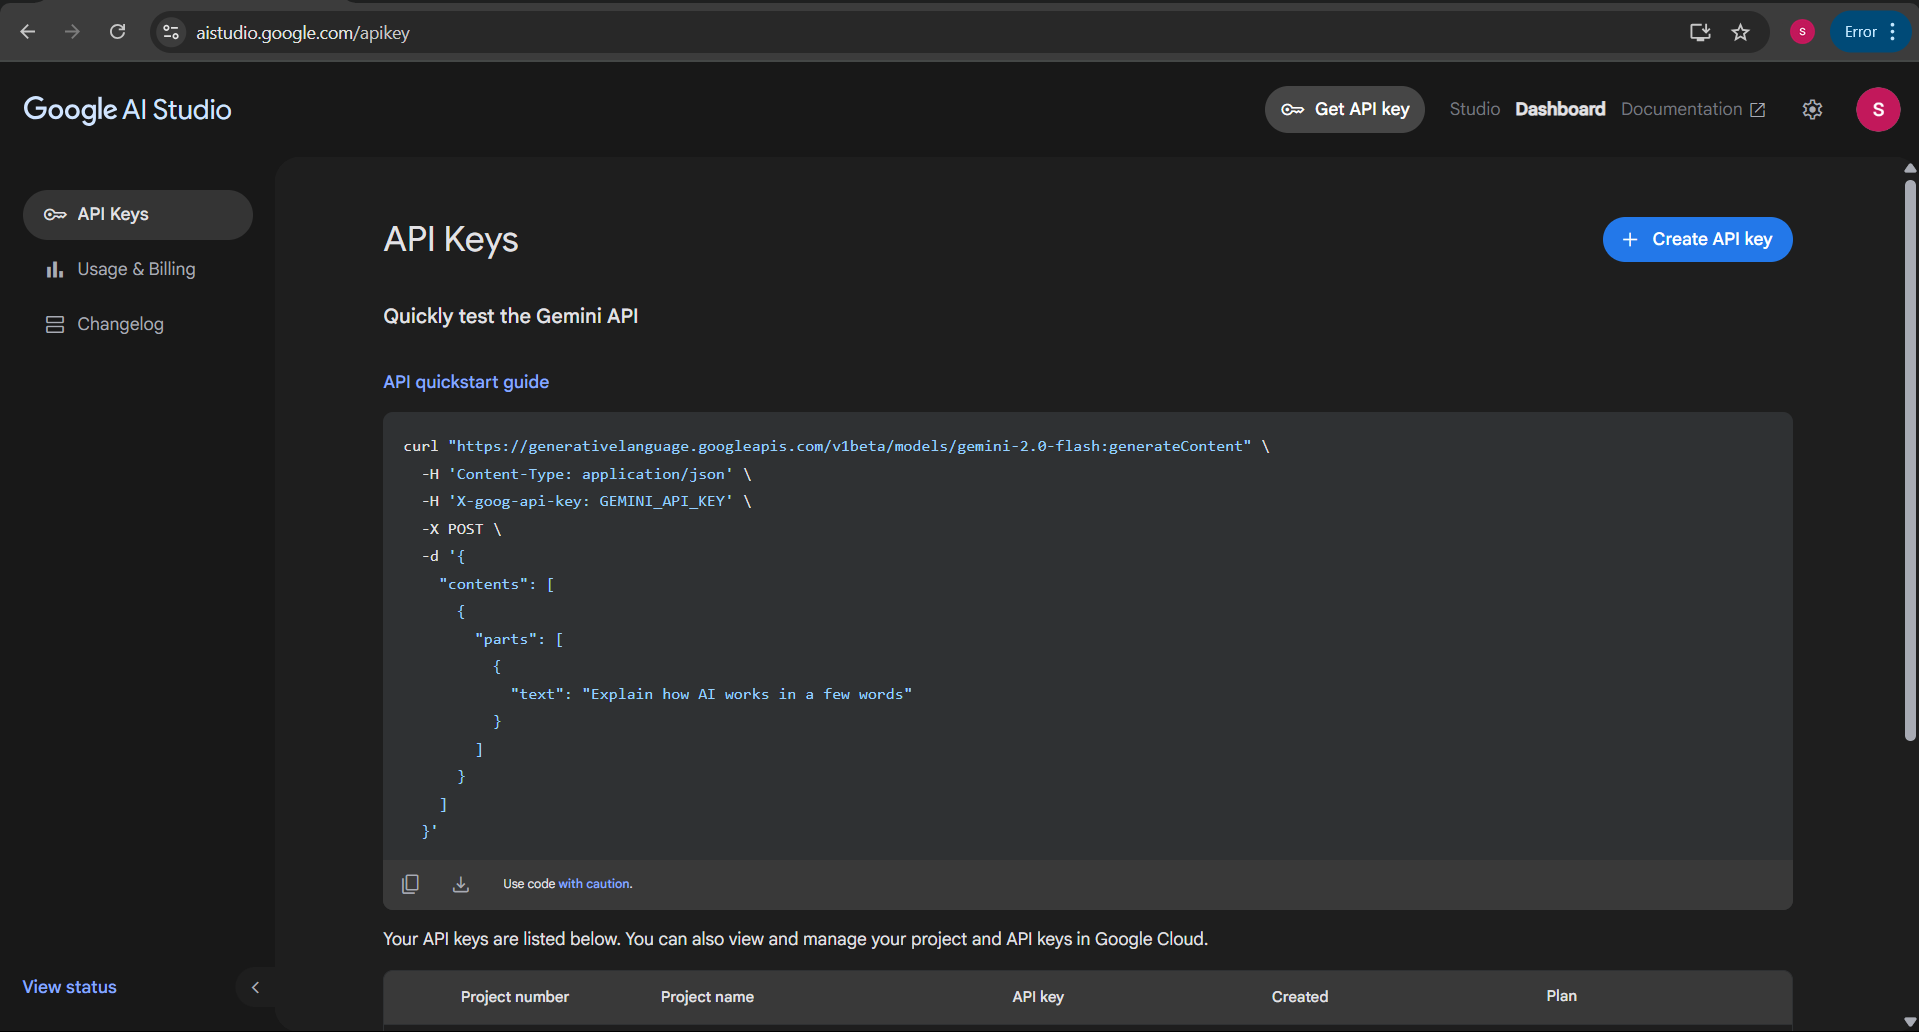 aistudio.google.com/apikey
S
Error
Google AI Studio
Get API key
Studio
Dashboard
Documentation
S
API Keys
Usage & Billing
Changelog
API Keys
Create API key
Quickly test the Gemini API
API quickstart guide
curl "https://generativelanguage.googleapis.com/v1beta/models/gemini-2.0-flash:generateContent" \
-H 'Content-Type: application/json' \
-H 'X-goog-api-key: GEMINI_API_KEY' \
-X POST \
-d '{
"contents": [
{
"parts": [
{
"text": "Explain how AI works in a few words"
}
]
}
]
}'
Use code with caution.
Your API keys are listed below. You can also view and manage your project and API keys in Google Cloud.
View status
Project number
Project name
API key
Created
Plan